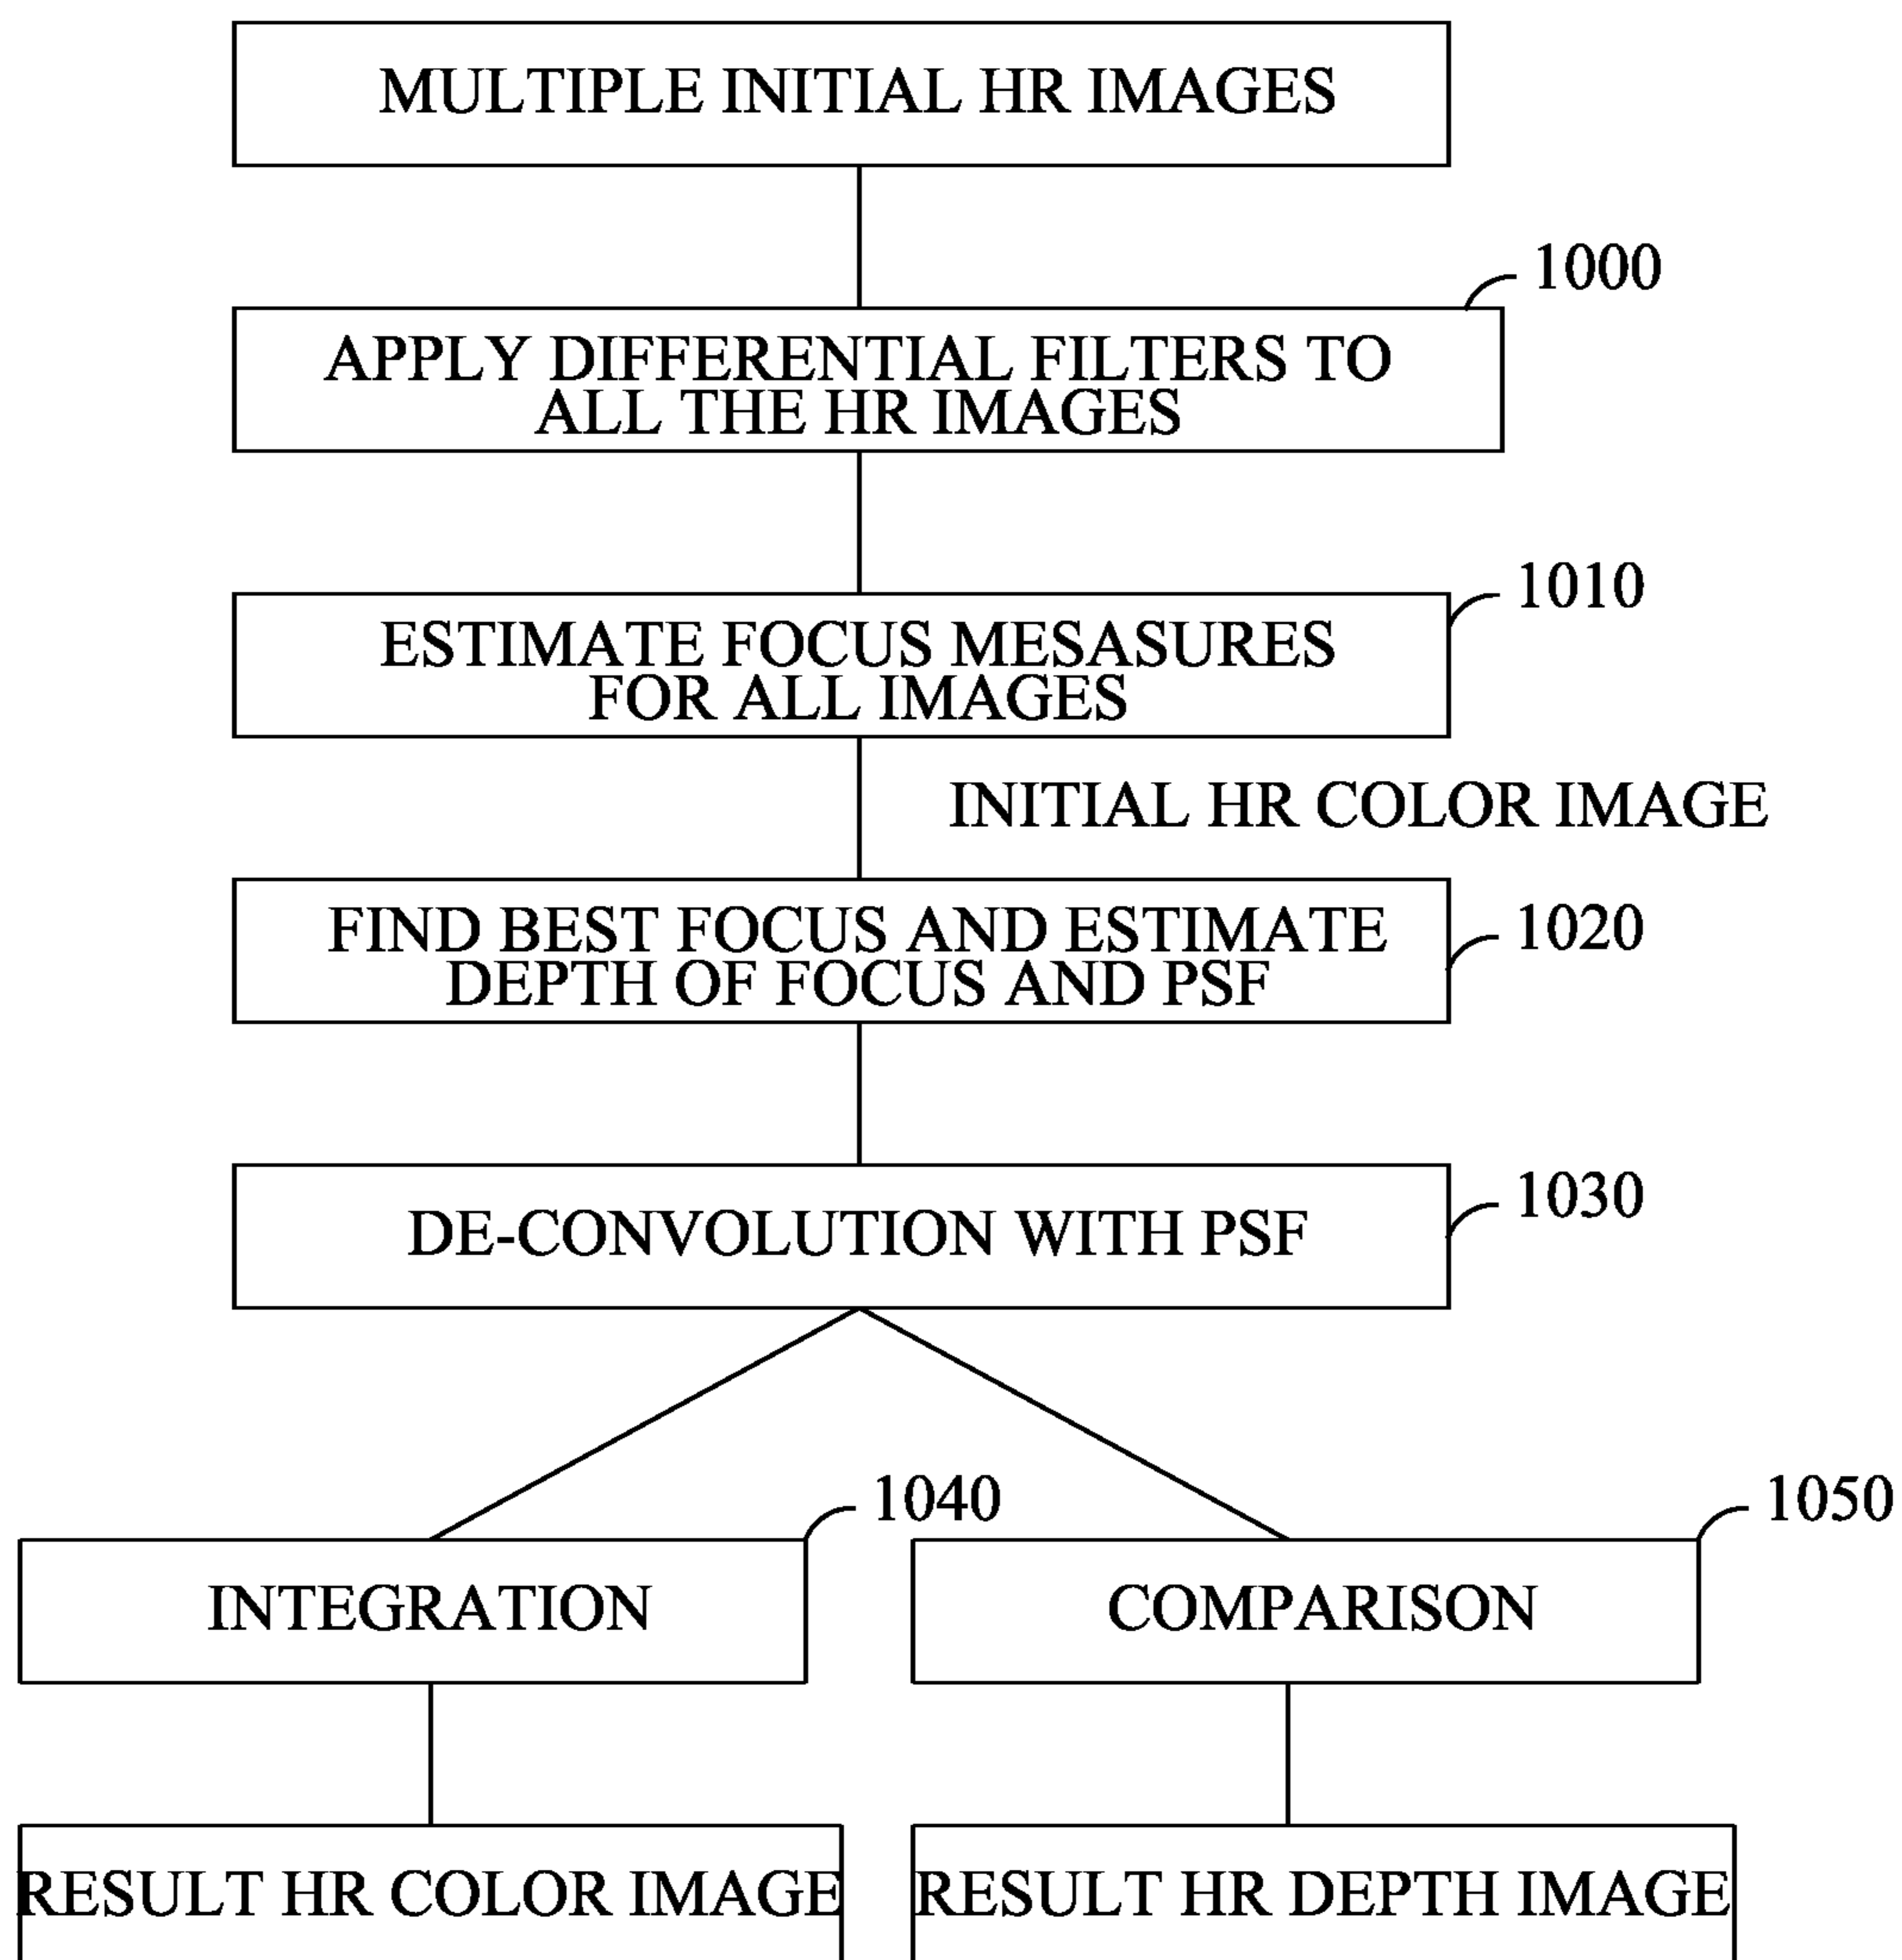 MULTIPLE INITIAL HR IMAGES
1000
APPLY DIFFERENTIAL FILTERS TO
ALL THE HR IMAGES
1010
ESTIMATE FOCUS MESASURES
FOR ALL IMAGES
INITIAL HR COLOR IMAGE
FIND BEST FOCUS AND ESTIMATE
DEPTH OF FOCUS AND PSF
1020
DE-CONVOLUTION WITH PSF
1030
1040
1050
INTEGRATION
COMPARISON
RESULT HR COLOR IMAGE
RESULT HR DEPTH IMAGE